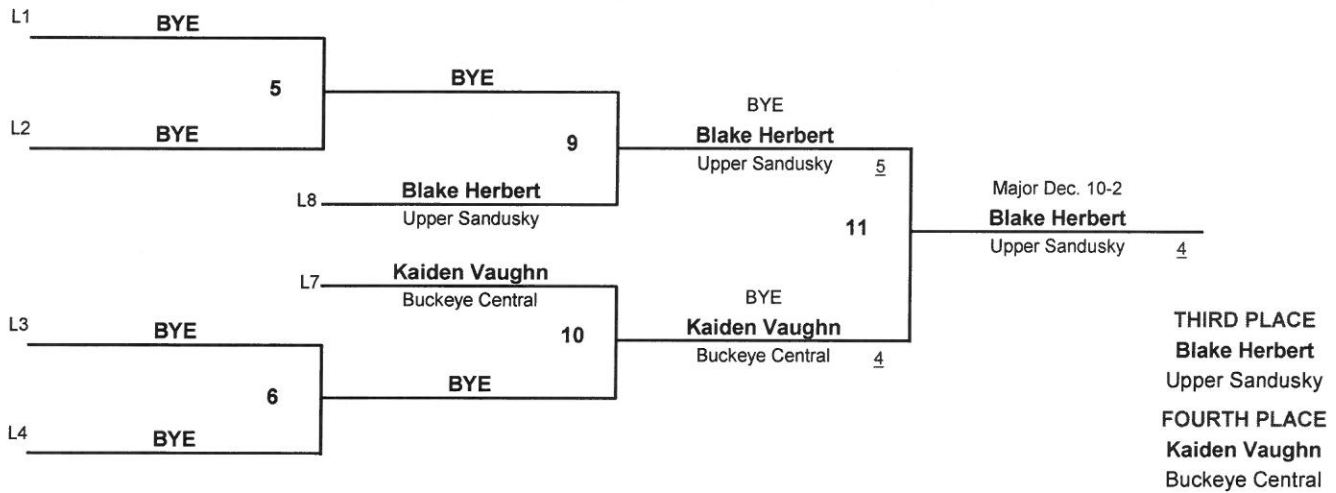 L1 BYE
5
BYE
L2 BYE
9
BYE
Blake Herbert
Upper Sandusky 5
L8 Blake Herbert
Upper Sandusky
11
Major Dec. 10-2
Blake Herbert
Upper Sandusky 4
L7 Kaiden Vaughn
Buckeye Central
10
BYE
Kaiden Vaughn
Buckeye Central 4
L3 BYE
6
BYE
L4 BYE
THIRD PLACE
Blake Herbert
Upper Sandusky
FOURTH PLACE
Kaiden Vaughn
Buckeye Central